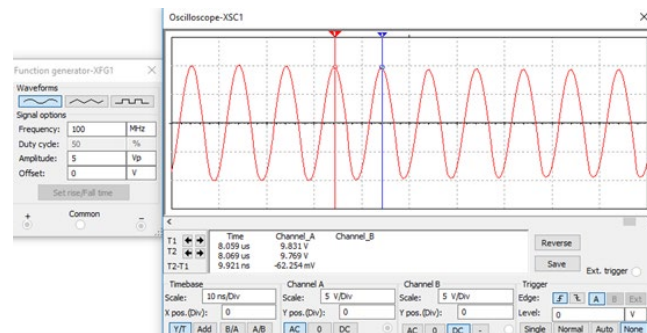 Oscilloscope-XSC1
Function generator-XFG1
Waveforms
Signal options
Frequency: 100 MHz
Duty cycle: 50 %
Amplitude: 5 Vp
Offset: 0 V
Set rise/Fall time
+ Common -
Time Channel_A Channel_B
T1 8.059 us 9.831 V
T2 8.069 us 9.769 V
T2-T1 9.921 ns -62.254 mV
Reverse
Save
Ext. trigger
Timebase
Scale: 10 ns/Div
X pos.(Div): 0
Y/T Add B/A A/B
Channel A
Scale: 5 V/Div
Y pos.(Div): 0
AC 0 DC
Channel B
Scale: 5 V/Div
Y pos.(Div): 0
AC 0 DC -
Trigger
Edge: A B Ext
Level: 0 V
Single Normal Auto None